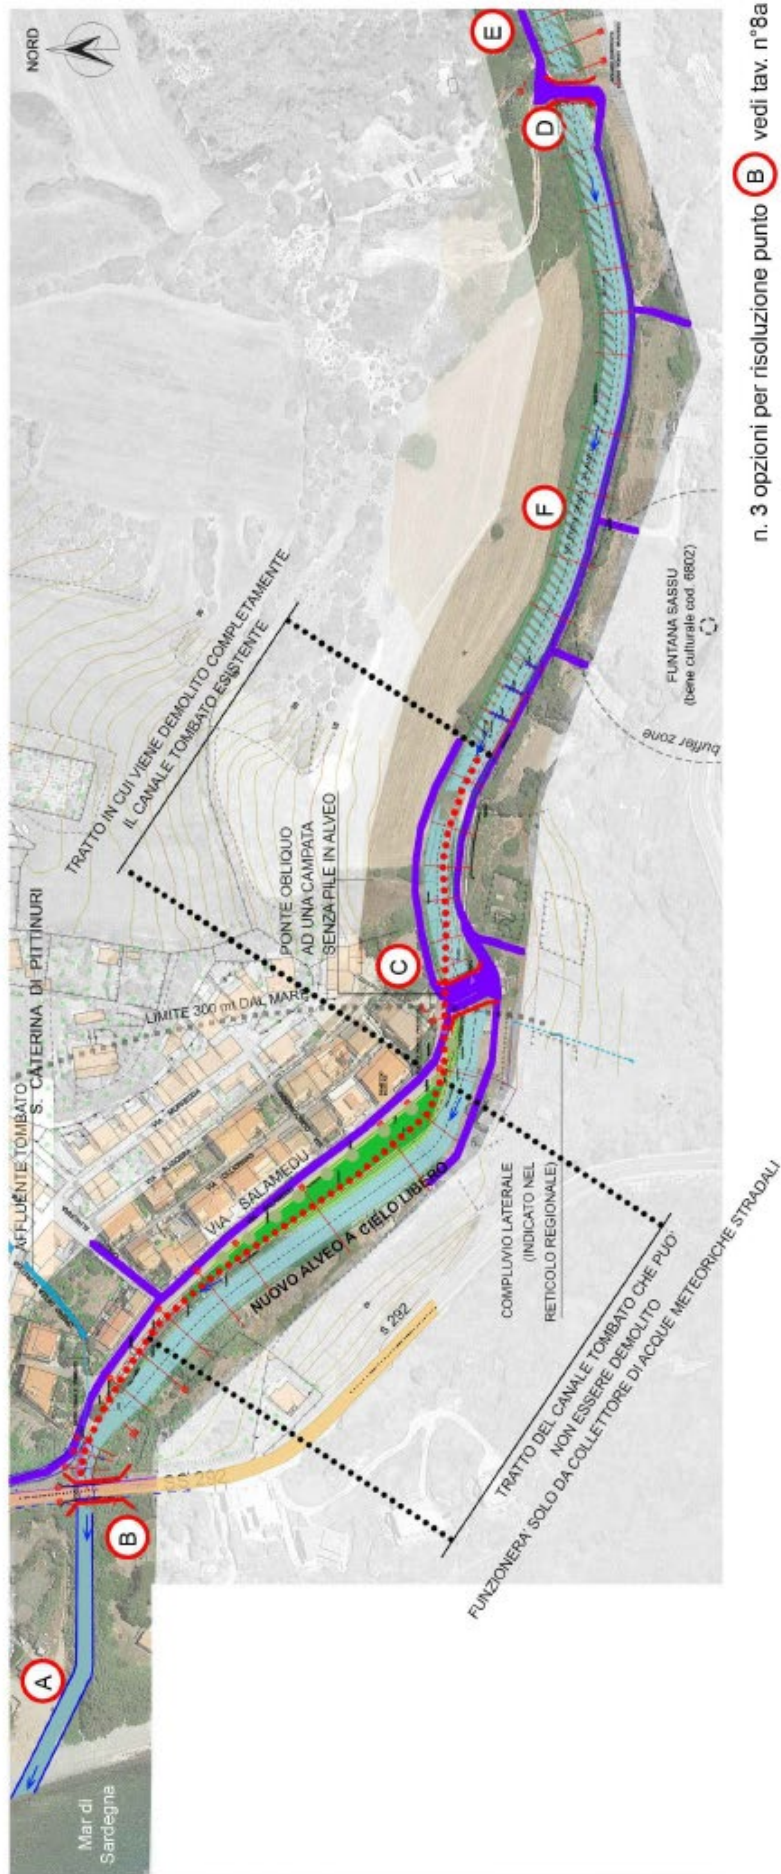 NORD
E
D
n. 3 opzioni per risoluzione punto B vedi tav. n°8a
F
TRATTO IN CUI VIENE DEMOLITO COMPLETAMENTE
IL CANALE TOMBATO ESISTENTE
FUNTANA SASSU
(bene culturale cod. 6802)
buffer zone
PONTE OBLIQUO
AD UNA CAMPATA
SENZA PILE IN ALVEO
C
S. CATERINA DI PITTINURI
LIMITE 300 mt DAL MARE
AFFLUENTE TOMBATO
VIA SALAMEDU
NUOVO ALVEO A CIELO LIBERO
COMPLUVIO LATERALE
(INDICATO NEL
RETICOLO REGIONALE)
s 292
SS 292
TRATTO DEL CANALE TOMBATO CHE PUO'
NON ESSERE DEMOLITO
FUNZIONERA' SOLO DA COLLETTORE DI ACQUE METEORICHE STRADALI
B
A
Mar di
Sardegna